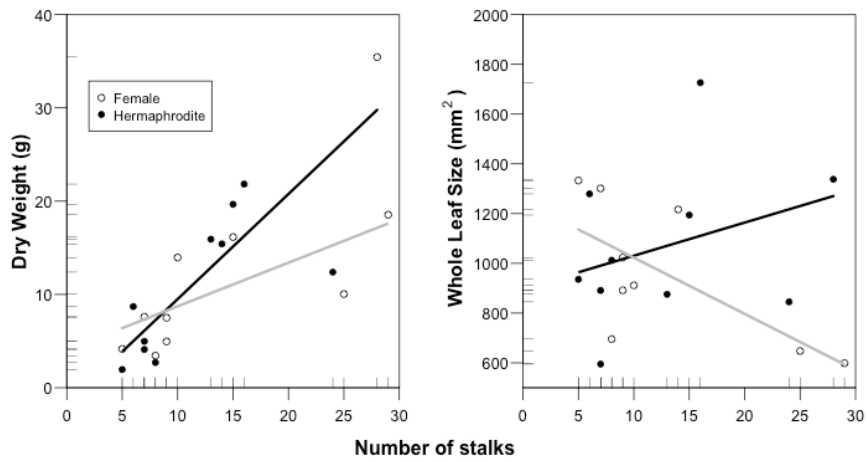 40
30
20
10
0
Dry Weight (g)
Female
Hermaphrodite
0 5 10 15 20 25 30
2000
1800
1600
1400
1200
1000
800
600
Whole Leaf Size (mm²)
0 5 10 15 20 25 30
Number of stalks